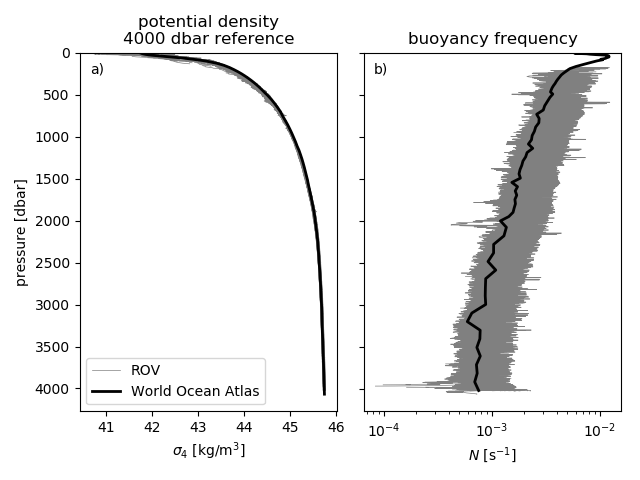 potential density
4000 dbar reference
buoyancy frequency
a)
b)
0
500
1000
1500
2000
2500
3000
3500
4000
pressure [dbar]
ROV
World Ocean Atlas
41 42 43 44 45 46
σ₄ [kg/m³]
10⁻⁴ 10⁻³ 10⁻²
N [s⁻¹]